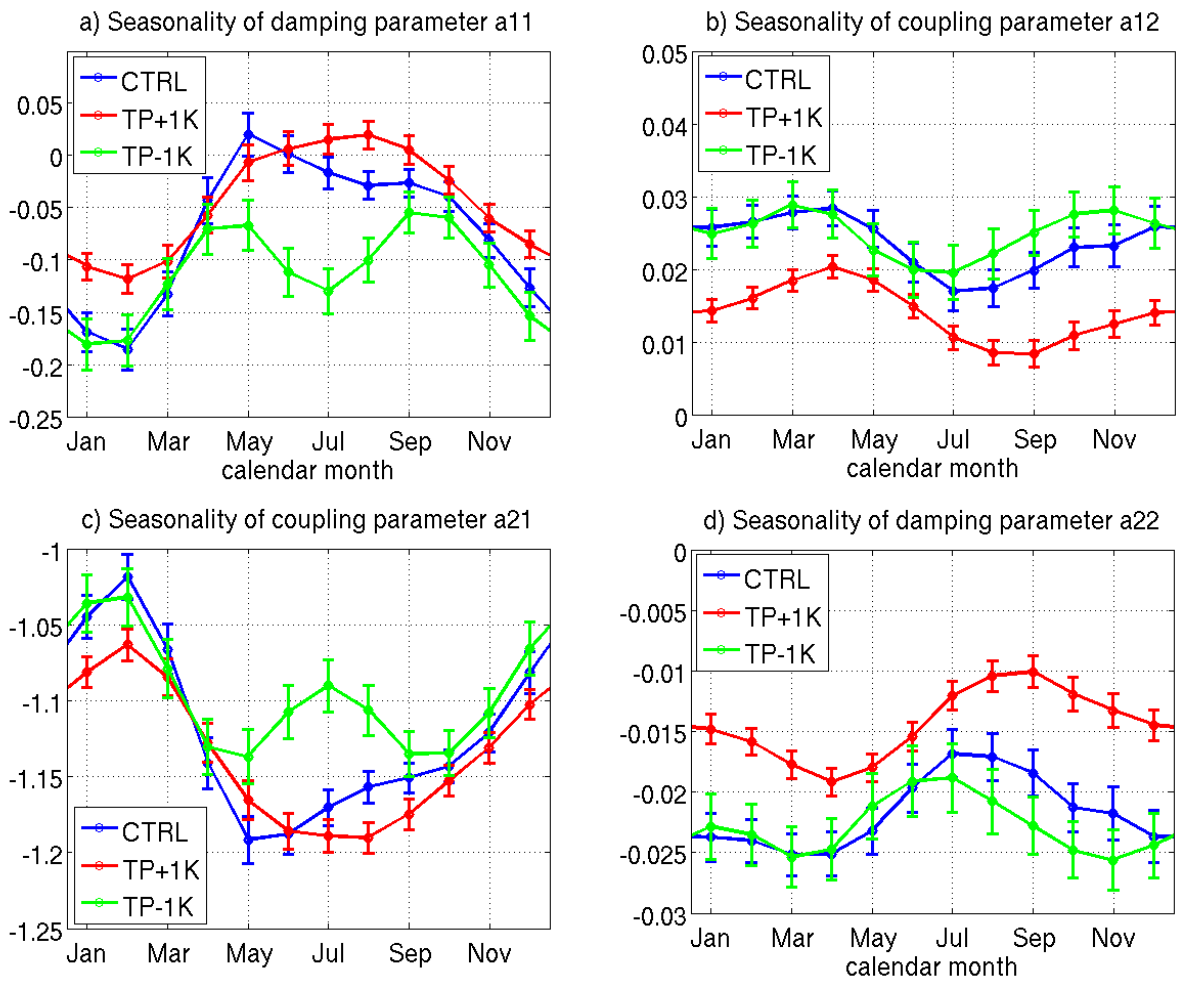 a) Seasonality of damping parameter a11
0.05
0
-0.05
-0.1
-0.15
-0.2
-0.25
CTRL
TP+1K
TP-1K
Jan Mar May Jul Sep Nov
calendar month
b) Seasonality of coupling parameter a12
0.05
0.04
0.03
0.02
0.01
0
CTRL
TP+1K
TP-1K
Jan Mar May Jul Sep Nov
calendar month
c) Seasonality of coupling parameter a21
-1
-1.05
-1.1
-1.15
-1.2
-1.25
CTRL
TP+1K
TP-1K
Jan Mar May Jul Sep Nov
d) Seasonality of damping parameter a22
0
-0.005
-0.01
-0.015
-0.02
-0.025
-0.03
CTRL
TP+1K
TP-1K
Jan Mar May Jul Sep Nov
calendar month